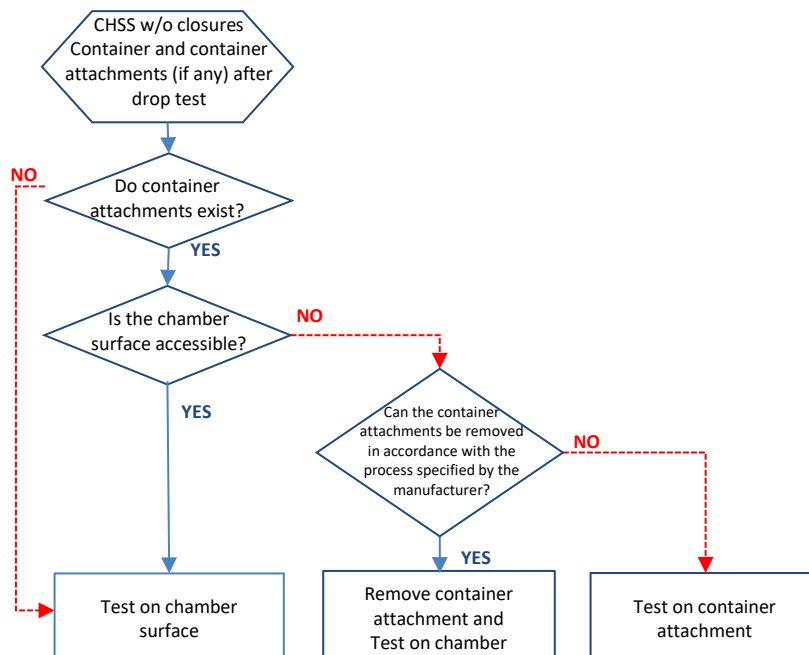 CHSS w/o closures
Container and container
attachments (if any) after
drop test
NO
Do container
attachments exist?
YES
Is the chamber
surface accessible?
NO
YES
Can the container
attachments be removed
in accordance with the
process specified by the
manufacturer?
NO
YES
Test on chamber
surface
Remove container
attachment and
Test on chamber
Test on container
attachment